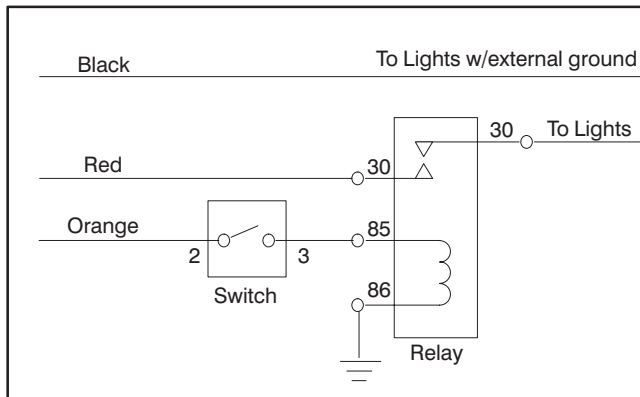 Black
To Lights w/external ground
30
To Lights
Red
30
Orange
2
3
85
Switch
86
Relay